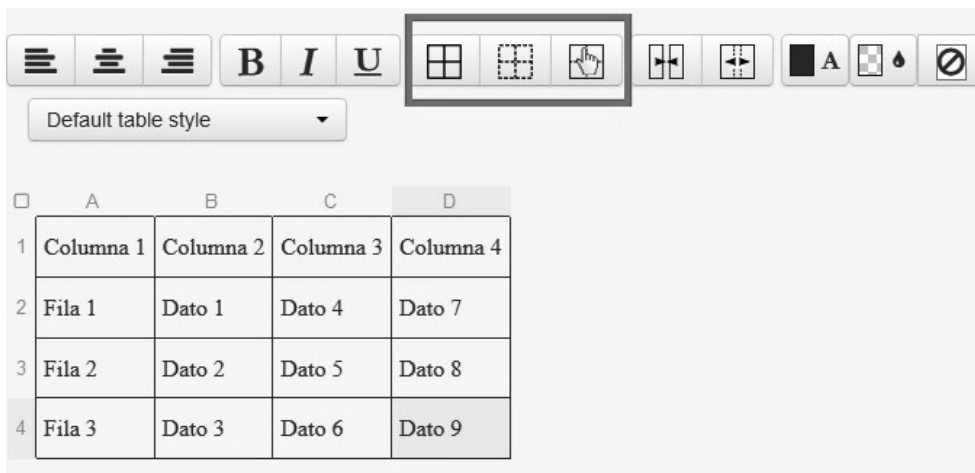 B I U A
Default table style
A B C D
1 Columna 1 Columna 2 Columna 3 Columna 4
2 Fila 1 Dato 1 Dato 4 Dato 7
3 Fila 2 Dato 2 Dato 5 Dato 8
4 Fila 3 Dato 3 Dato 6 Dato 9